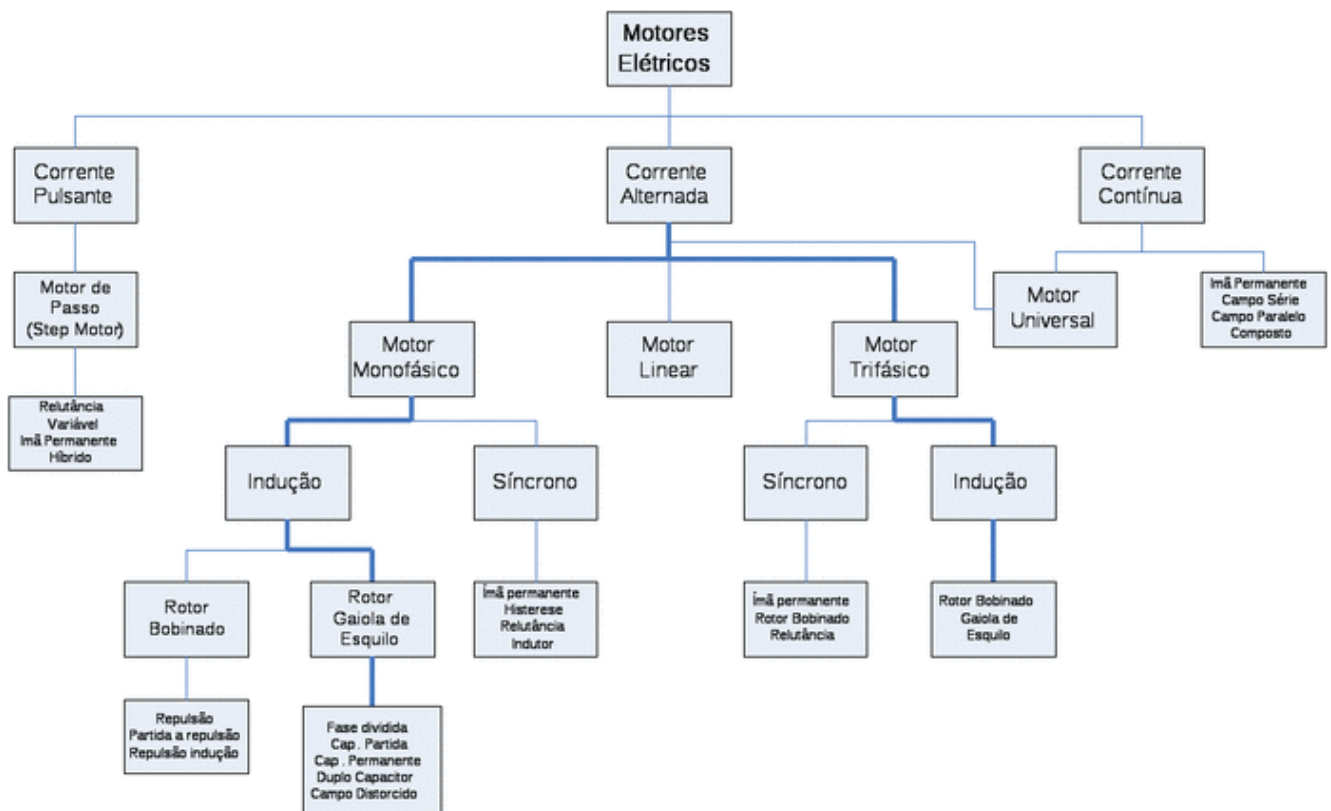 Motores
Elétricos
Corrente
Pulsante
Corrente
Alternada
Corrente
Contínua
Motor de
Passo
(Step Motor)
Motor
Universal
Imã Permanente
Campo Série
Campo Paralelo
Composto
Motor
Monofásico
Motor
Linear
Motor
Trifásico
Relutância
Variável
Imã Permanente
Híbrido
Indução
Síncrono
Síncrono
Indução
Rotor
Bobinado
Rotor
Gaiola de
Esquilo
Ímã permanente
Histerese
Relutância
Indutor
Ímã permanente
Rotor Bobinado
Relutância
Rotor Bobinado
Gaiola de
Esquilo
Repulsão
Partida a repulsão
Repulsão indução
Fase dividida
Cap . Partida
Cap . Permanente
Duplo Capacitor
Campo Distorcido